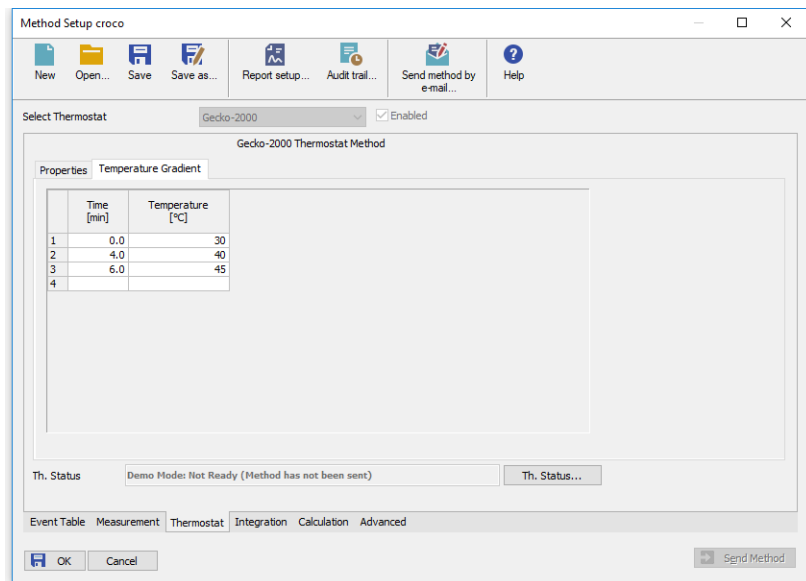 Method Setup croco
New Open... Save Save as... Report setup... Audit trail... Send method by e-mail... Help
Select Thermostat Gecko-2000 Enabled
Gecko-2000 Thermostat Method
Properties Temperature Gradient
Time [min] Temperature [°C]
1 0.0 30
2 4.0 40
3 6.0 45
4
Th. Status Demo Mode: Not Ready (Method has not been sent) Th. Status...
Event Table Measurement Thermostat Integration Calculation Advanced
OK Cancel Send Method